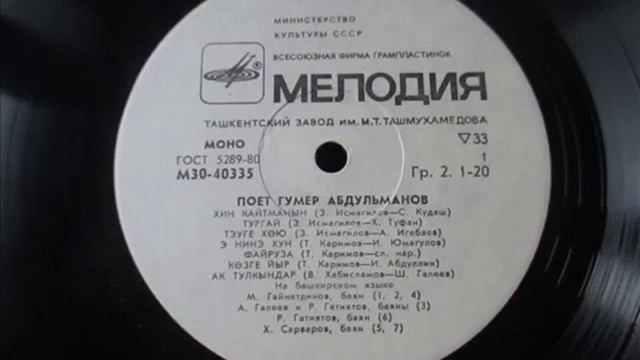 МИНИСТЕРСТВО
КУЛЬТУРЫ СССР
ВСЕСОЮЗНАЯ ФИРМА ГРАМПЛАСТИНОК
МЕЛОДИЯ
ТАШКЕНТСКИЙ ЗАВОД ИМ. М.Т. ТАШМУХАМЕДОВА
МОНО ▽33
ГОСТ 5289-80 1
М30-40335 Гр. 2. 1-20
ПОЕТ ГУМЕР АБДУЛЬМАНОВ
ХИН КАЙТМАНЫН (З. Исмагилов—С. Кудаш)
ТУРГАЙ (З. Исмагилов—Х. Туфан)
ТЭУГЕ ХӨЮ (З. Исмагилов—А. Игебаев)
Э НИНЭ ХУН (Т. Каримов—И. Юмагулов)
ФАЙРУЗА (Т. Каримов—сл. нар.)
КӨЗГЕ ЙЫР (Т. Каримов—И. Абдуллин)
АК ТУЛКЫНДАР (В. Хабисламов—Ш. Галеев)
На башкирском языке
М. Гайнетдинов, баян (1, 2, 4)
А. Галеев и Р. Гатиятов, баяны (3)
Р. Гатиятов, баян (6)
Х. Сарваров, баян (5, 7)